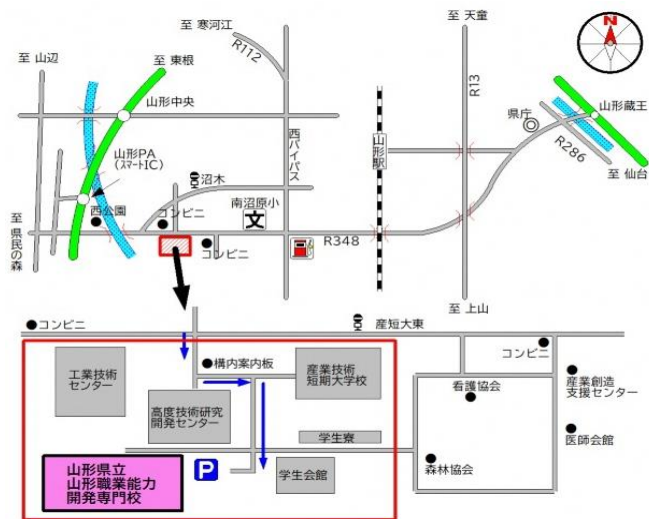 至 寒河江
至 天童
至 山辺
至 東根
R112
R13
山形中央
西バイパス
山形蔵王
県庁
山形駅
R286
山形PA
(スマートIC)
沼木
至 仙台
西公園
コンビニ
南沼原小
文
至
県民の森
コンビニ
R348
至 上山
コンビニ
産短大東
構内案内板
コンビニ
工業技術
センター
産業技術
短期大学校
看護協会
産業創造
支援センター
高度技術研究
開発センター
学生寮
医師会館
山形県立
山形職業能力
開発専門校
P
学生会館
森林協会